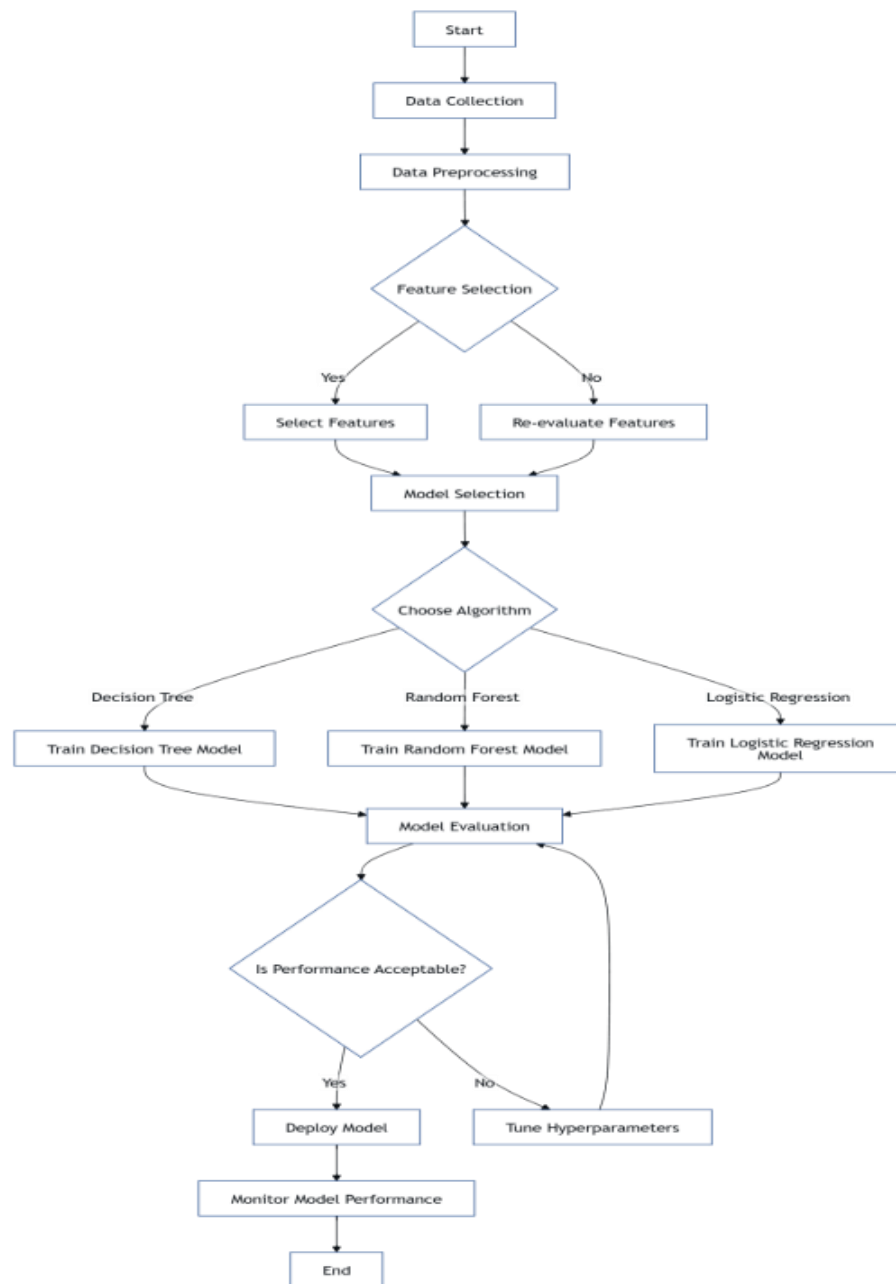 Start
Data Collection
Data Preprocessing
Feature Selection
Yes
No
Select Features
Re-evaluate Features
Model Selection
Choose Algorithm
Decision Tree
Random Forest
Logistic Regression
Train Decision Tree Model
Train Random Forest Model
Train Logistic Regression
Model
Model Evaluation
Is Performance Acceptable?
Yes
No
Deploy Model
Tune Hyperparameters
Monitor Model Performance
End